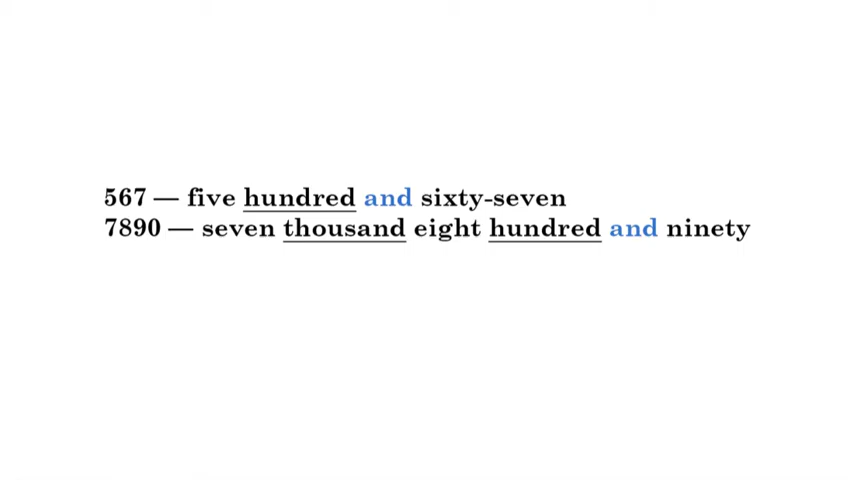 567 — five hundred and sixty-seven
7890 — seven thousand eight hundred and ninety